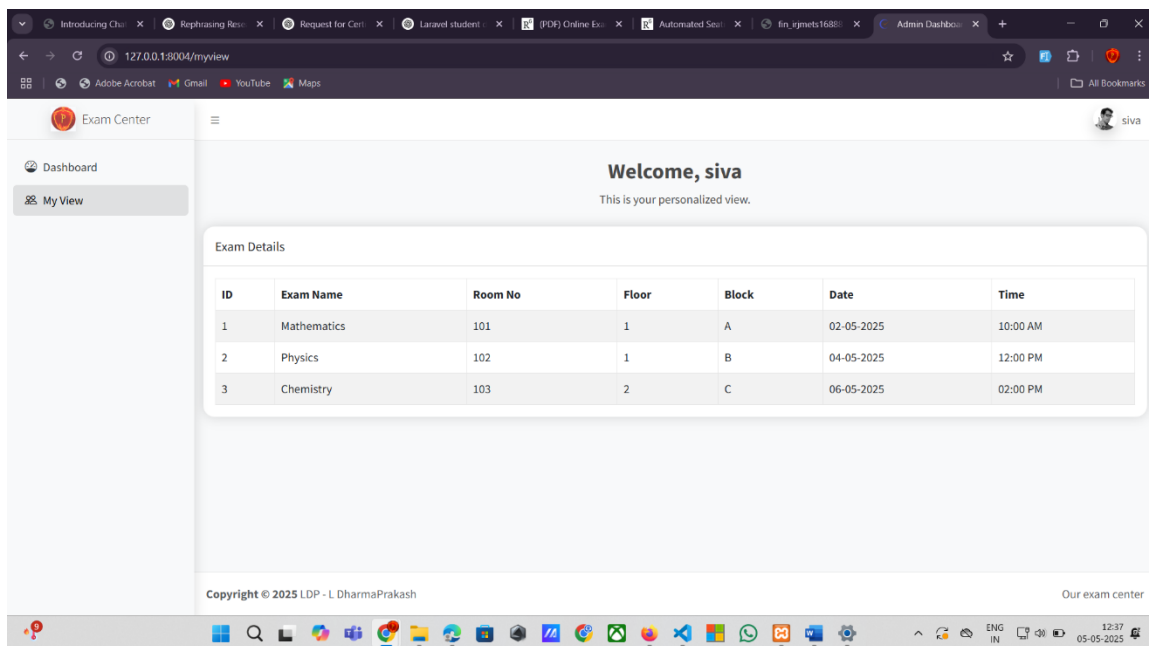 Introducing Cha Rephrasing Rese Request for Certi Laravel student (PDF) Online Exa Automated Seati fin_irjmets1688 Admin Dashboa
127.0.0.1:8004/myview
Adobe Acrobat Gmail YouTube Maps All Bookmarks
Exam Center siva
Dashboard
My View
Welcome, siva
This is your personalized view.
Exam Details
ID Exam Name Room No Floor Block Date Time
1 Mathematics 101 1 A 02-05-2025 10:00 AM
2 Physics 102 1 B 04-05-2025 12:00 PM
3 Chemistry 103 2 C 06-05-2025 02:00 PM
Copyright © 2025 LDP - L DharmaPrakash Our exam center
9 ENG 12:37
IN 05-05-2025